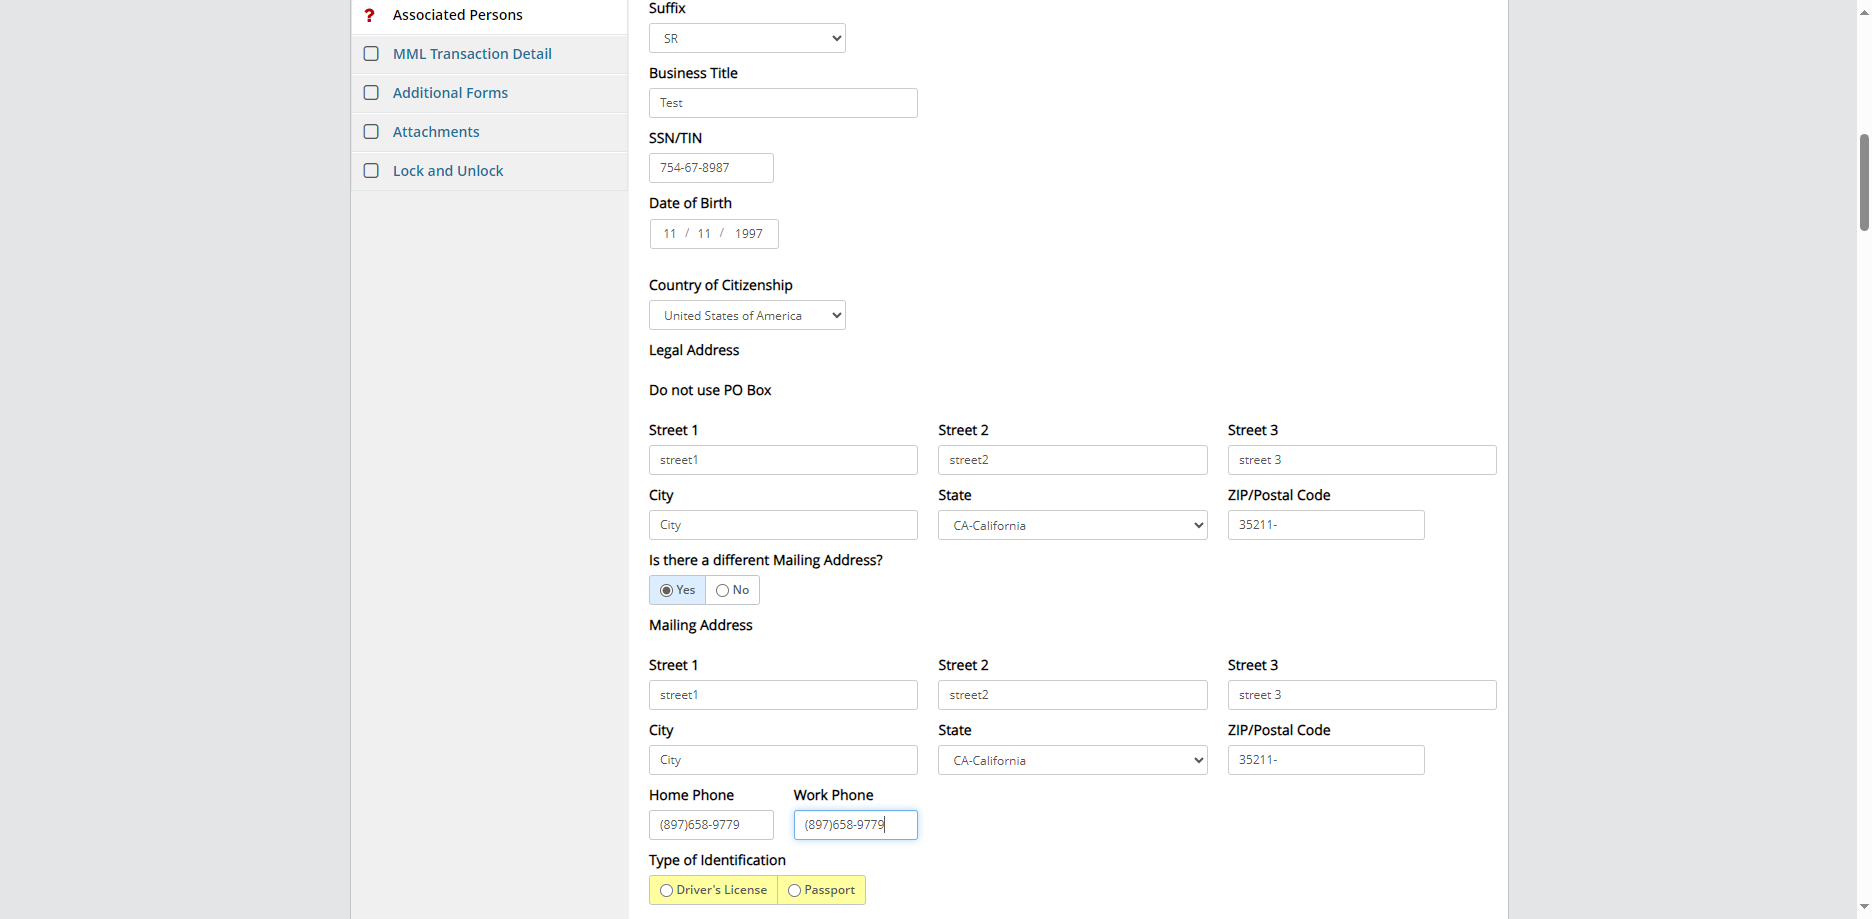 ? Associated Persons
MML Transaction Detail
Additional Forms
Attachments
Lock and Unlock
Suffix
SR
Business Title
Test
SSN/TIN
754-67-8987
Date of Birth
11 / 11 / 1997
Country of Citizenship
United States of America
Legal Address
Do not use PO Box
Street 1 Street 2 Street 3
street1 street2 street 3
City State ZIP/Postal Code
City CA-California 35211-
Is there a different Mailing Address?
Yes No
Mailing Address
Street 1 Street 2 Street 3
street1 street2 street 3
City State ZIP/Postal Code
City CA-California 35211-
Home Phone Work Phone
(897)658-9779 (897)658-9779
Type of Identification
Driver's License Passport